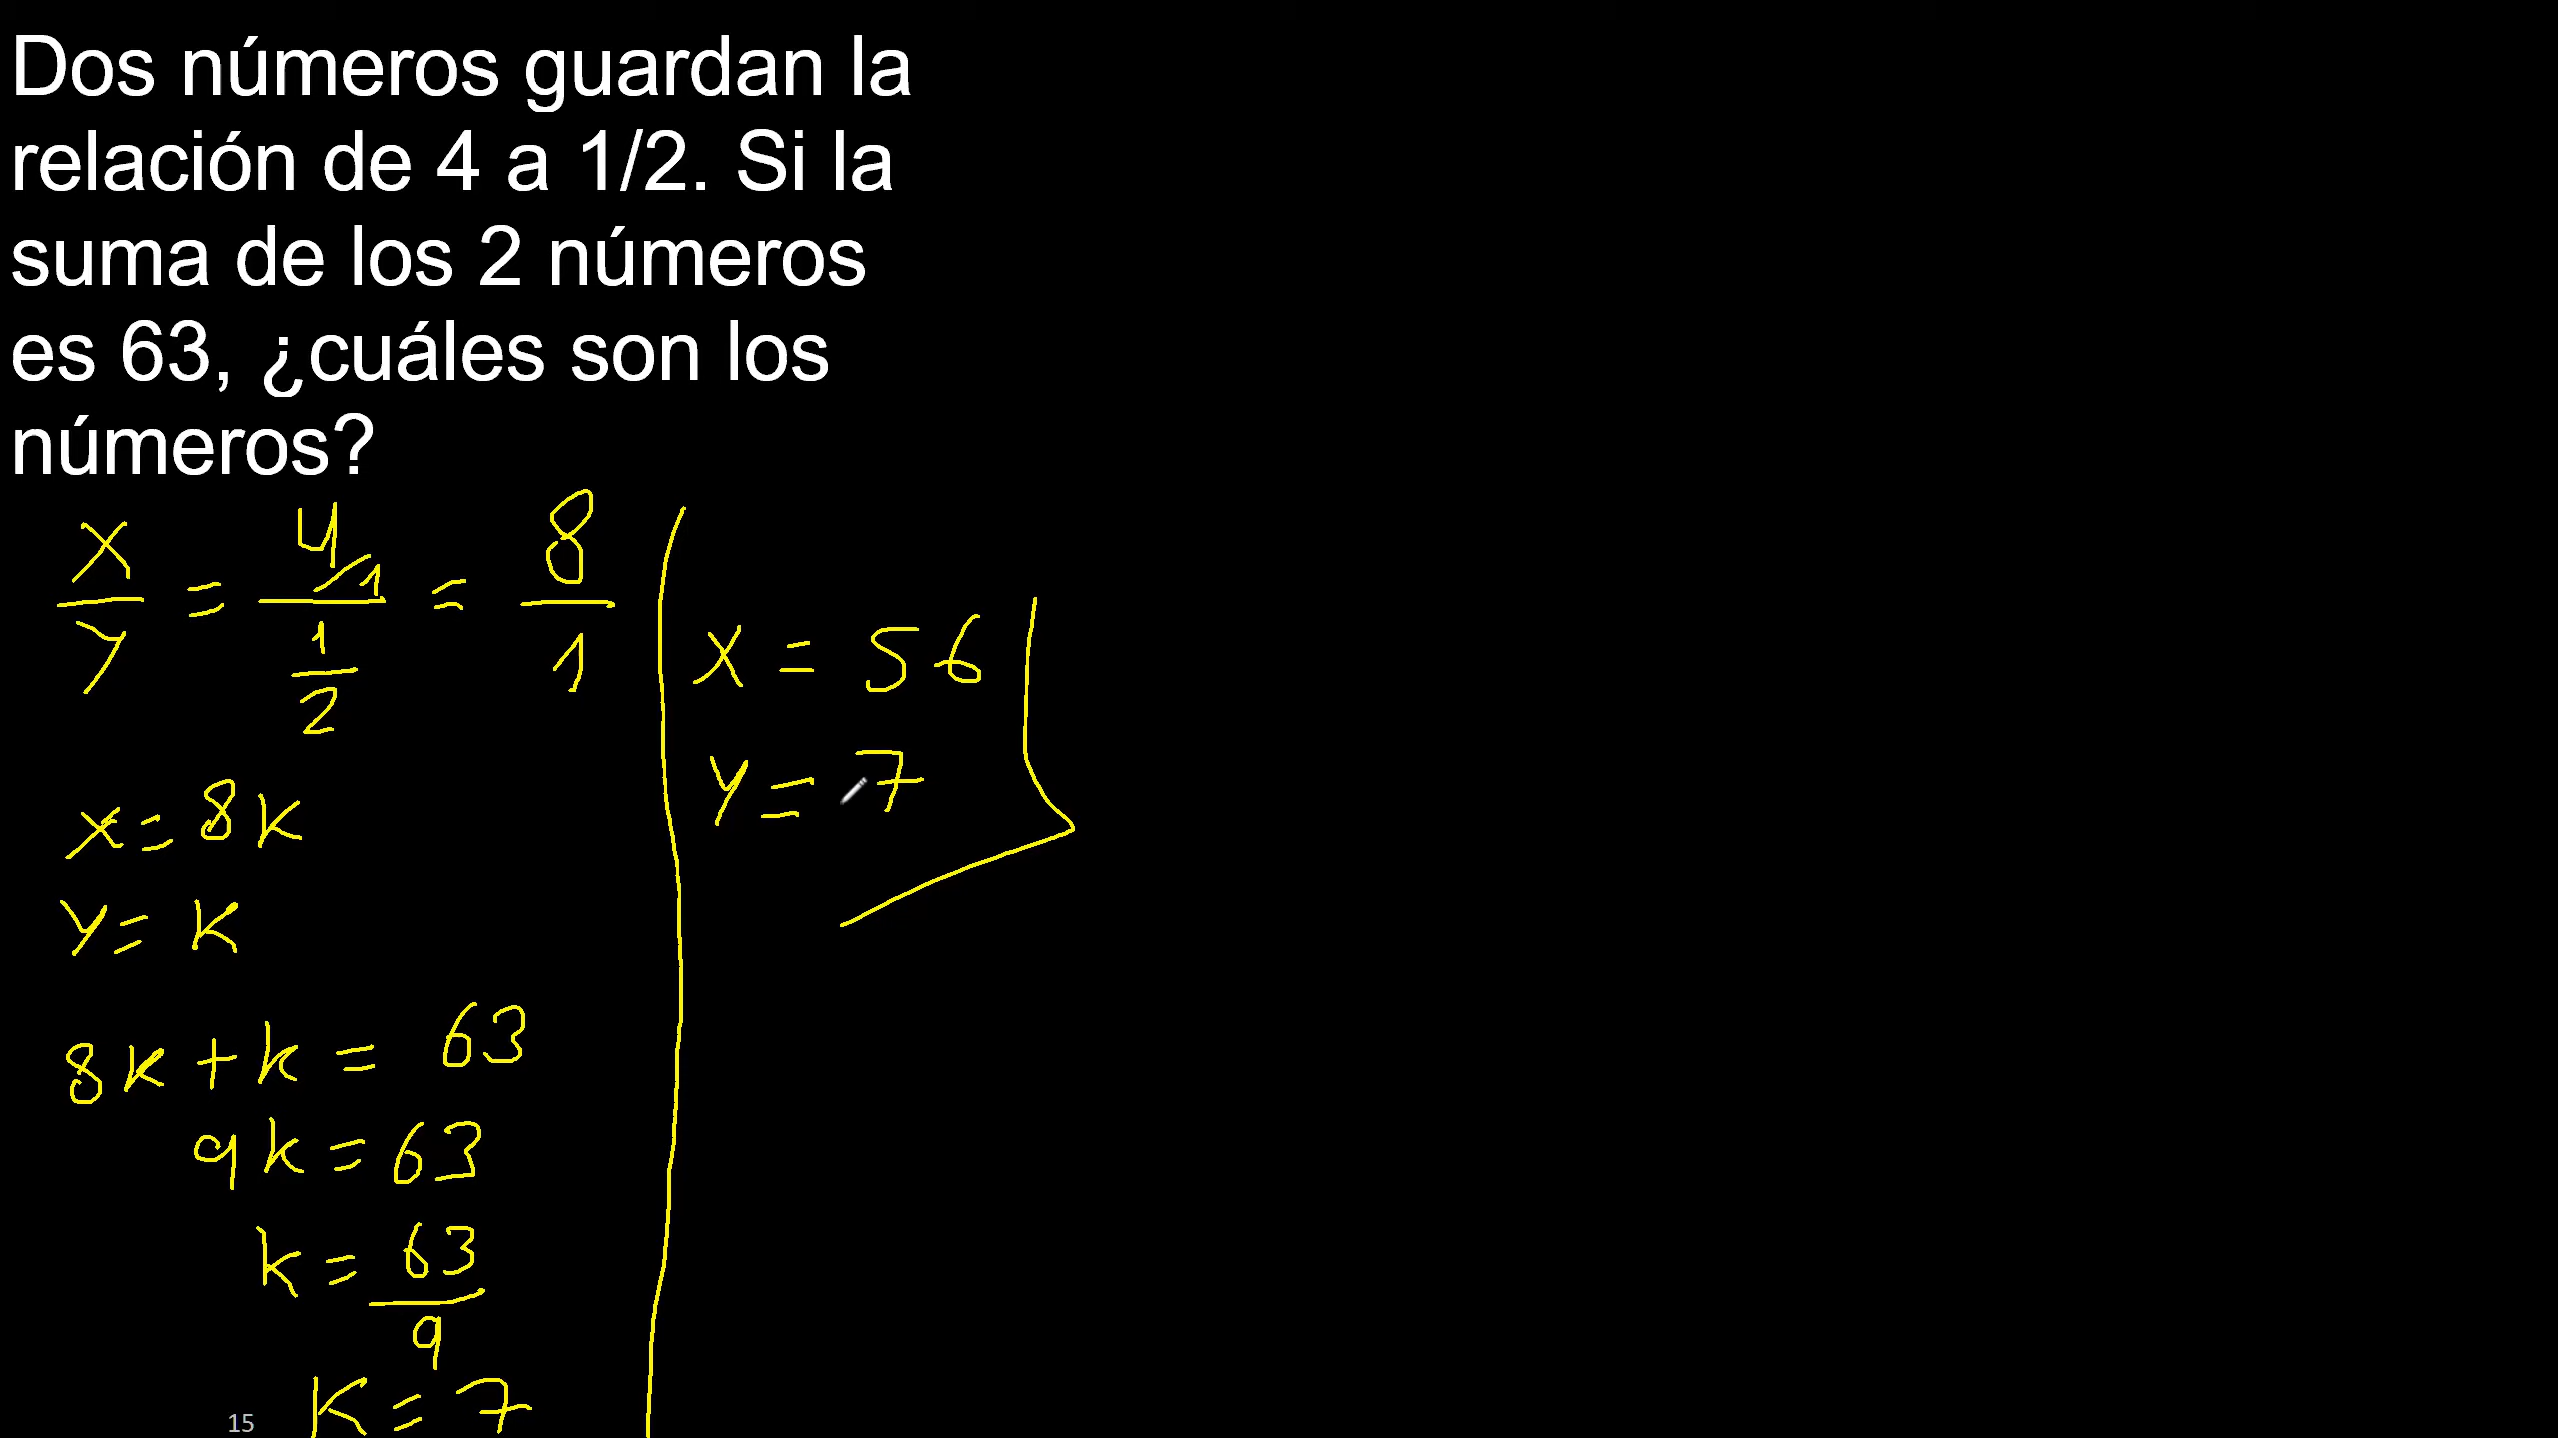 Dos números guardan la
relación de 4 a 1/2. Si la
suma de los 2 números
es 63, ¿cuáles son los
números?
x/y = (4/1)/(1/2) = 8/1
x = 8k
y = k
8k + k = 63
9k = 63
k = 63/9
k = 7
x = 56
y = 7
15